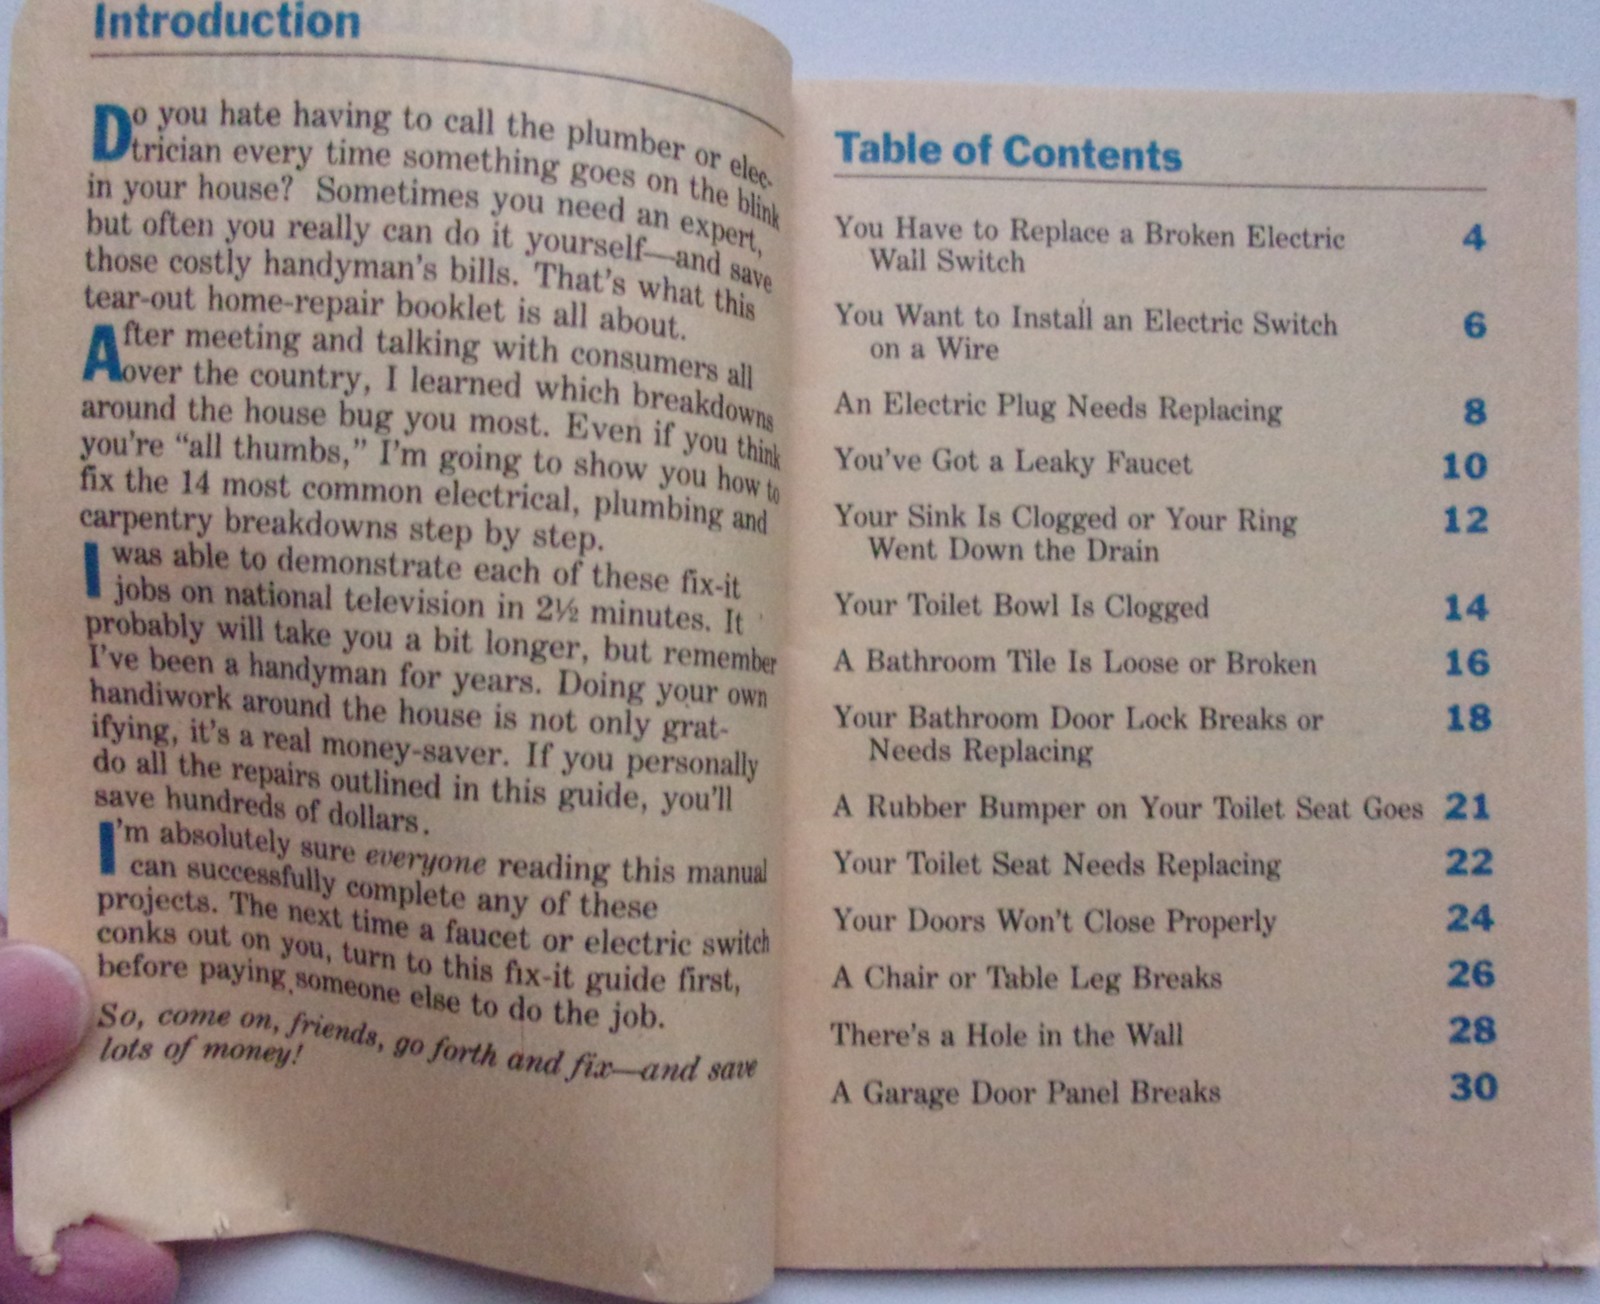 Introduction
Do you hate having to call the plumber or elec-
trician every time something goes on the blink
in your house? Sometimes you need an expert,
but often you really can do it yourself—and save
those costly handyman's bills. That's what this
tear-out home-repair booklet is all about.
After meeting and talking with consumers all
over the country, I learned which breakdowns
around the house bug you most. Even if you think
you're “all thumbs,” I'm going to show you how to
fix the 14 most common electrical, plumbing and
carpentry breakdowns step by step.
I was able to demonstrate each of these fix-it
jobs on national television in 2½ minutes. It
probably will take you a bit longer, but remember
I've been a handyman for years. Doing your own
handiwork around the house is not only grat-
ifying, it's a real money-saver. If you personally
do all the repairs outlined in this guide, you'll
save hundreds of dollars.
I'm absolutely sure everyone reading this manual
can successfully complete any of these
projects. The next time a faucet or electric switch
conks out on you, turn to this fix-it guide first,
before paying someone else to do the job.
So, come on, friends, go forth and fix—and save
lots of money!
Table of Contents
You Have to Replace a Broken Electric 4
Wall Switch
You Want to Install an Electric Switch 6
on a Wire
An Electric Plug Needs Replacing 8
You've Got a Leaky Faucet 10
Your Sink Is Clogged or Your Ring 12
Went Down the Drain
Your Toilet Bowl Is Clogged 14
A Bathroom Tile Is Loose or Broken 16
Your Bathroom Door Lock Breaks or 18
Needs Replacing
A Rubber Bumper on Your Toilet Seat Goes 21
Your Toilet Seat Needs Replacing 22
Your Doors Won't Close Properly 24
A Chair or Table Leg Breaks 26
There's a Hole in the Wall 28
A Garage Door Panel Breaks 30